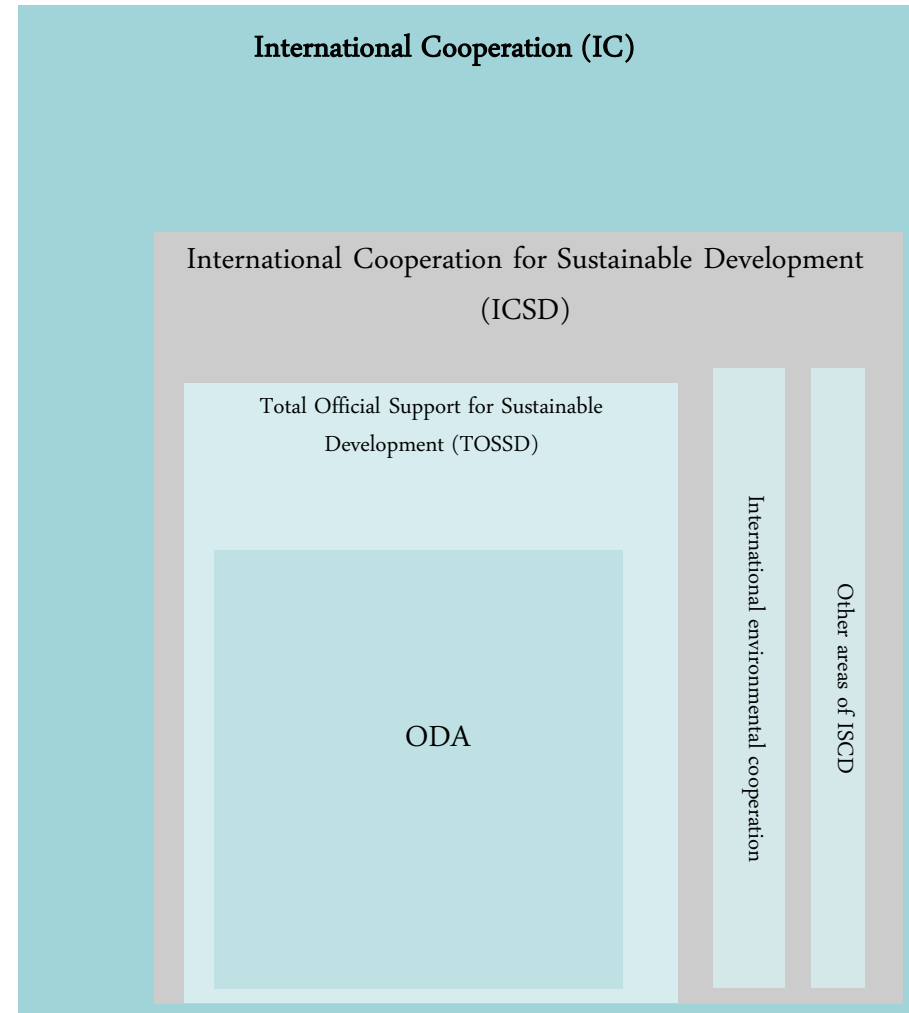 International Cooperation (IC)
International Cooperation for Sustainable Development
(ICSD)
Total Official Support for Sustainable
Development (TOSSD)
ODA
International environmental cooperation
Other areas of ISCD